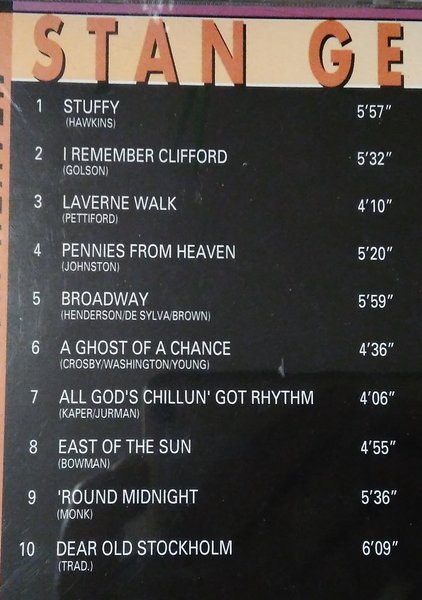 STAN GE
1 STUFFY 5'57"
(HAWKINS)
2 I REMEMBER CLIFFORD 5'32"
(GOLSON)
3 LAVERNE WALK 4'10"
(PETTIFORD)
4 PENNIES FROM HEAVEN 5'20"
(JOHNSTON)
5 BROADWAY 5'59"
(HENDERSON/DE SYLVA/BROWN)
6 A GHOST OF A CHANCE 4'36"
(CROSBY/WASHINGTON/YOUNG)
7 ALL GOD'S CHILLUN' GOT RHYTHM 4'06"
(KAPER/JURMAN)
8 EAST OF THE SUN 4'55"
(BOWMAN)
9 'ROUND MIDNIGHT 5'36"
(MONK)
10 DEAR OLD STOCKHOLM 6'09"
(TRAD.)